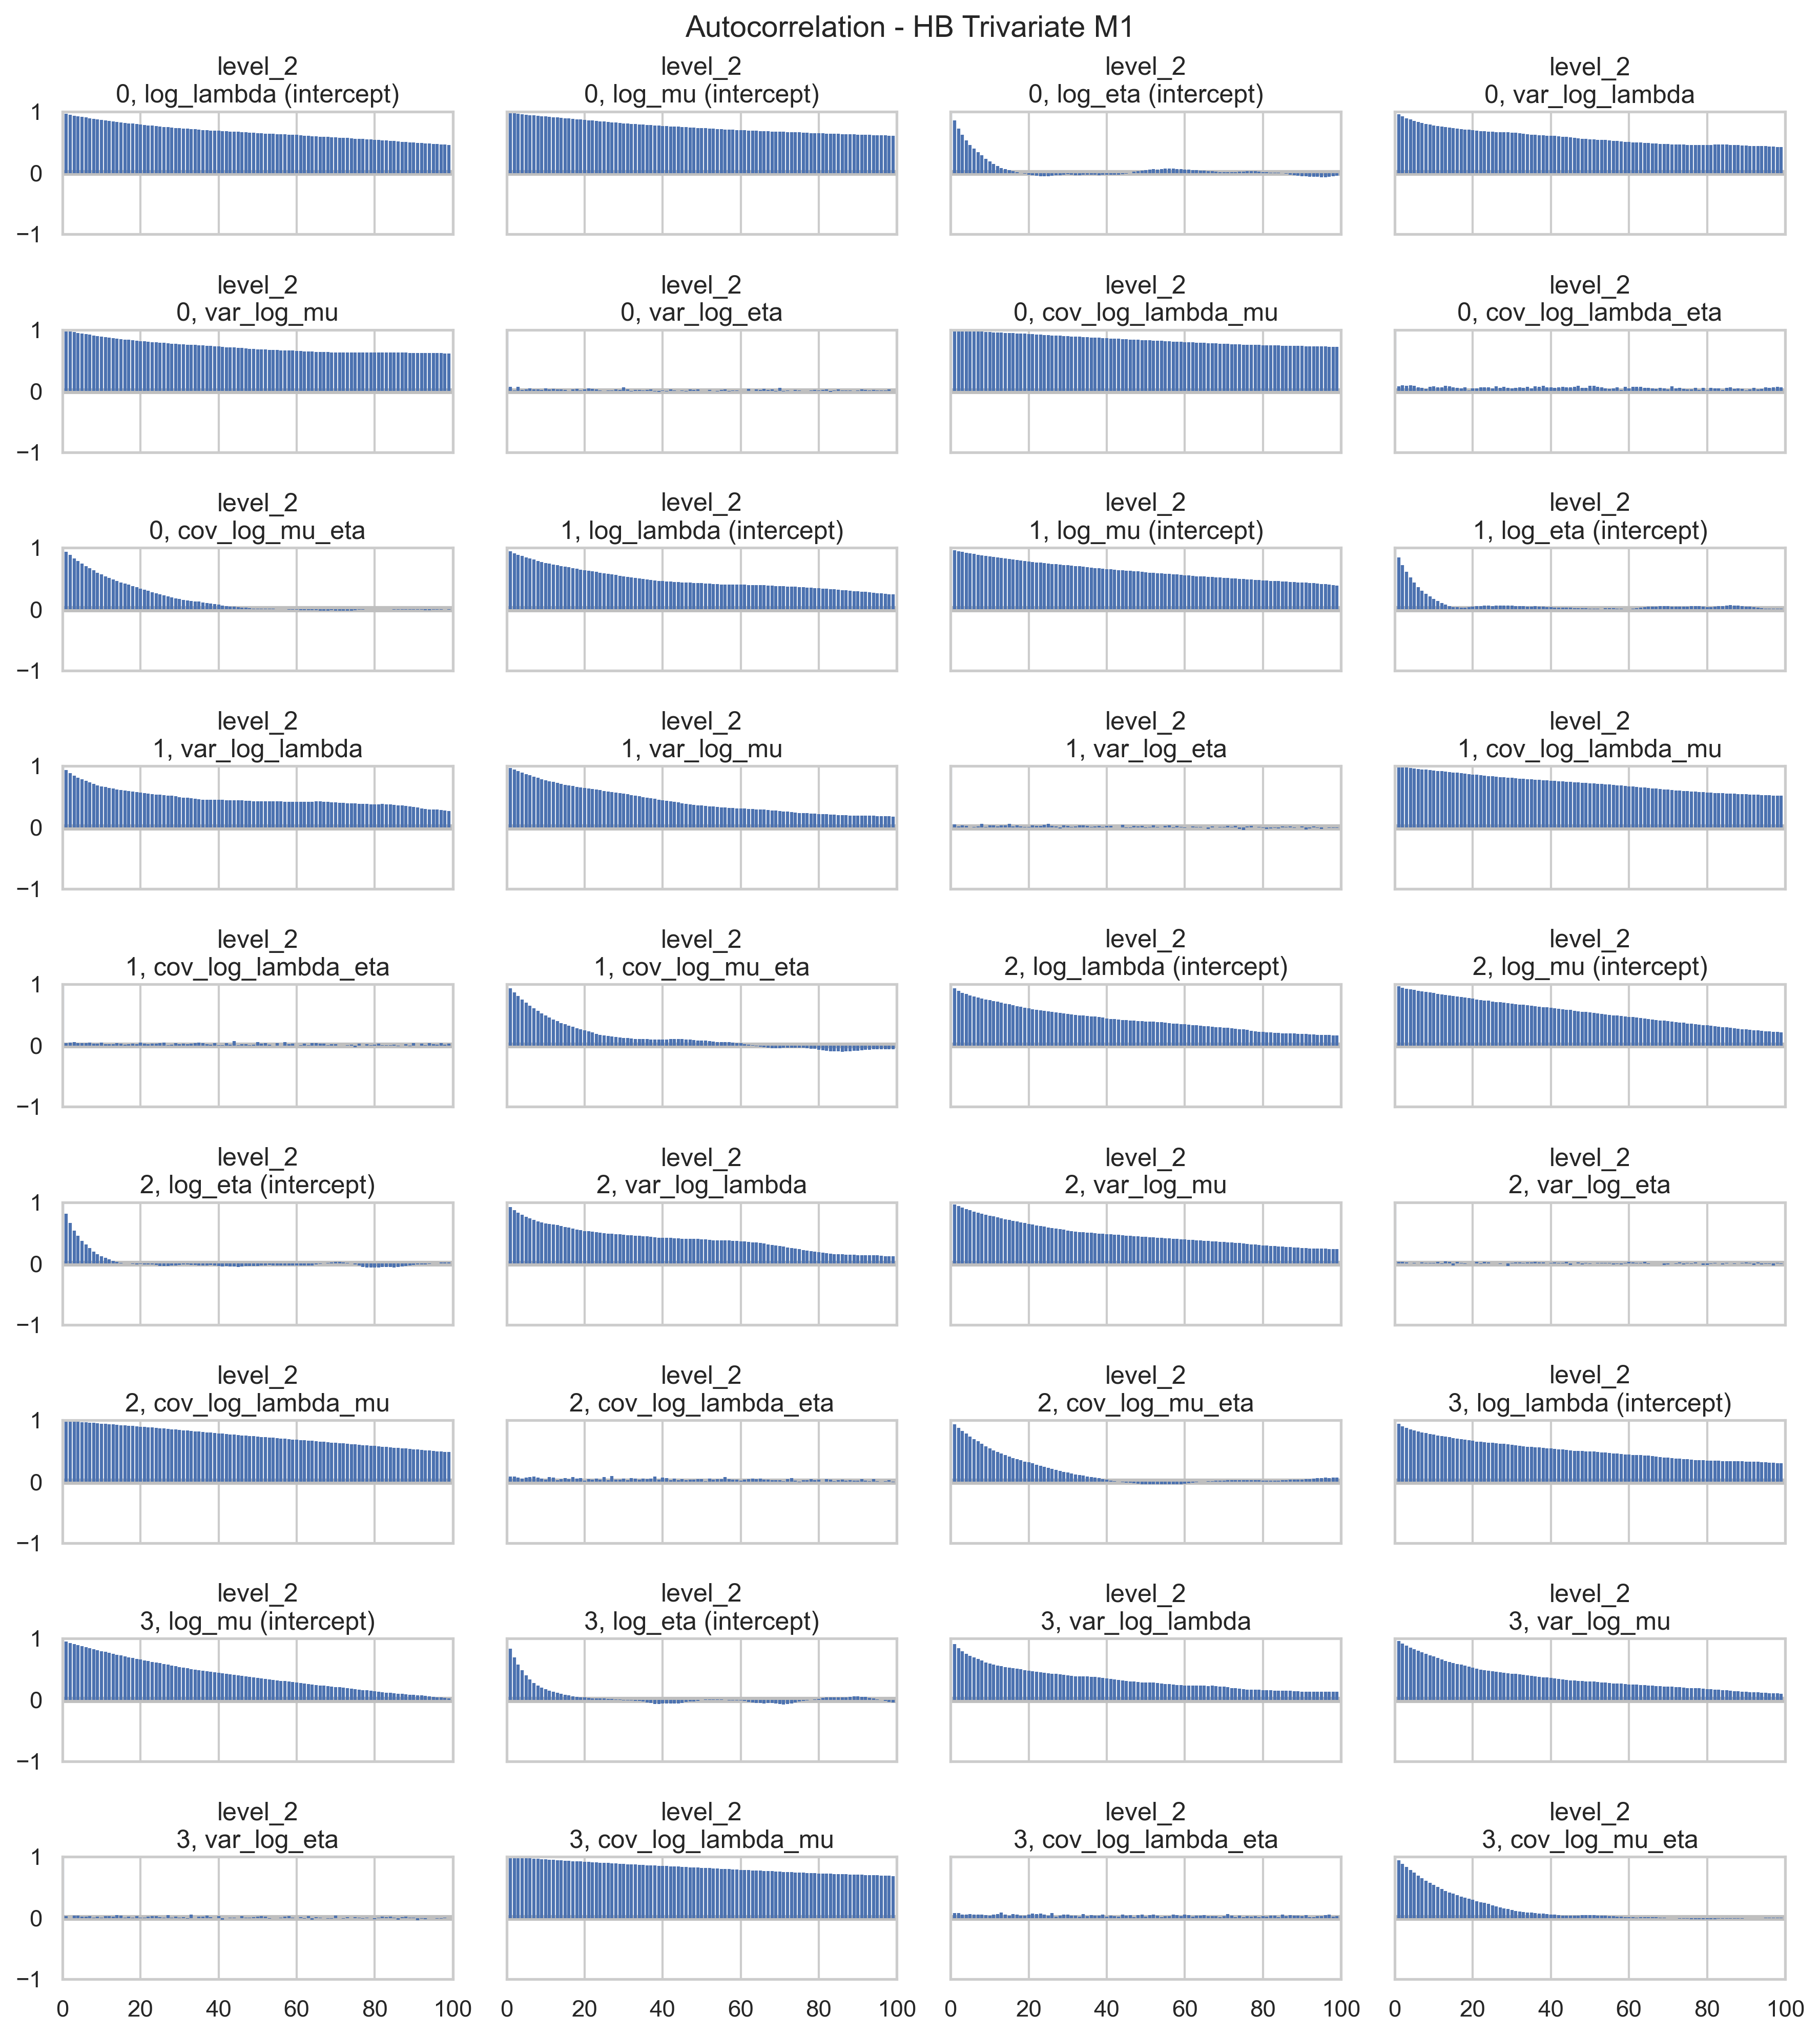 Autocorrelation - HB Trivariate M1
level_2
0, log_lambda (intercept)
level_2
0, log_mu (intercept)
level_2
0, log_eta (intercept)
level_2
0, var_log_lambda
1
0
−1
level_2
0, var_log_mu
level_2
0, var_log_eta
level_2
0, cov_log_lambda_mu
level_2
0, cov_log_lambda_eta
1
0
−1
level_2
0, cov_log_mu_eta
level_2
1, log_lambda (intercept)
level_2
1, log_mu (intercept)
level_2
1, log_eta (intercept)
1
0
−1
level_2
1, var_log_lambda
level_2
1, var_log_mu
level_2
1, var_log_eta
level_2
1, cov_log_lambda_mu
1
0
−1
level_2
1, cov_log_lambda_eta
level_2
1, cov_log_mu_eta
level_2
2, log_lambda (intercept)
level_2
2, log_mu (intercept)
1
0
−1
level_2
2, log_eta (intercept)
level_2
2, var_log_lambda
level_2
2, var_log_mu
level_2
2, var_log_eta
1
0
−1
level_2
2, cov_log_lambda_mu
level_2
2, cov_log_lambda_eta
level_2
2, cov_log_mu_eta
level_2
3, log_lambda (intercept)
1
0
−1
level_2
3, log_mu (intercept)
level_2
3, log_eta (intercept)
level_2
3, var_log_lambda
level_2
3, var_log_mu
1
0
−1
level_2
3, var_log_eta
level_2
3, cov_log_lambda_mu
level_2
3, cov_log_lambda_eta
level_2
3, cov_log_mu_eta
1
0
−1
0 20 40 60 80 100
0 20 40 60 80 100
0 20 40 60 80 100
0 20 40 60 80 100